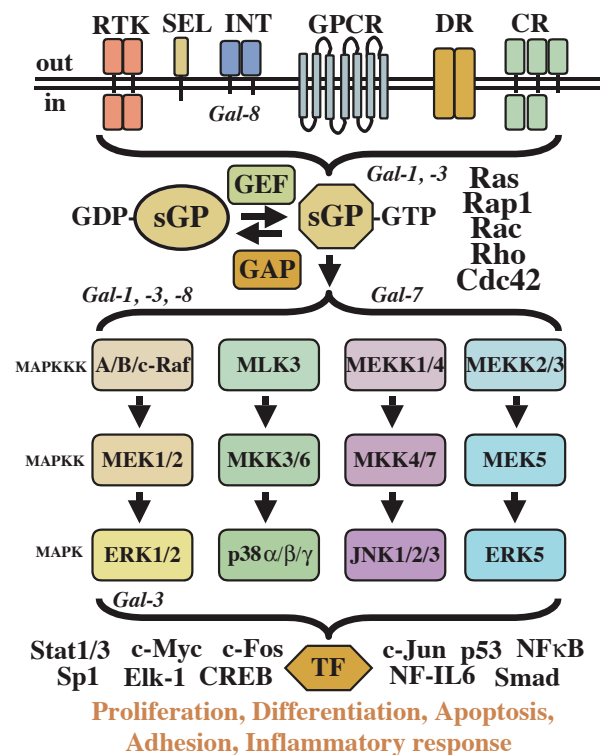 RTK SEL INT GPCR DR CR
out
in
Gal-8
Gal-1, -3
GEF
GDP- sGP sGP -GTP
GAP
Ras
Rap1
Rac
Rho
Cdc42
Gal-1, -3, -8 Gal-7
MAPKKK A/B/c-Raf MLK3 MEKK1/4 MEKK2/3
MAPKK MEK1/2 MKK3/6 MKK4/7 MEK5
MAPK ERK1/2 p38α/β/γ JNK1/2/3 ERK5
Gal-3
Stat1/3 c-Myc c-Fos TF c-Jun p53 NFκB
Sp1 Elk-1 CREB NF-IL6 Smad
Proliferation, Differentiation, Apoptosis,
Adhesion, Inflammatory response